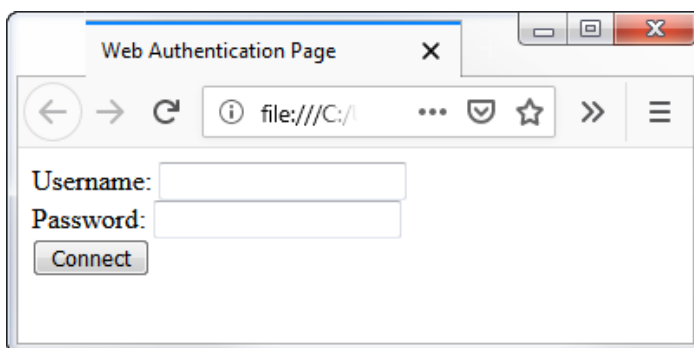 Web Authentication Page
file:///C:/
Username:
Password:
Connect